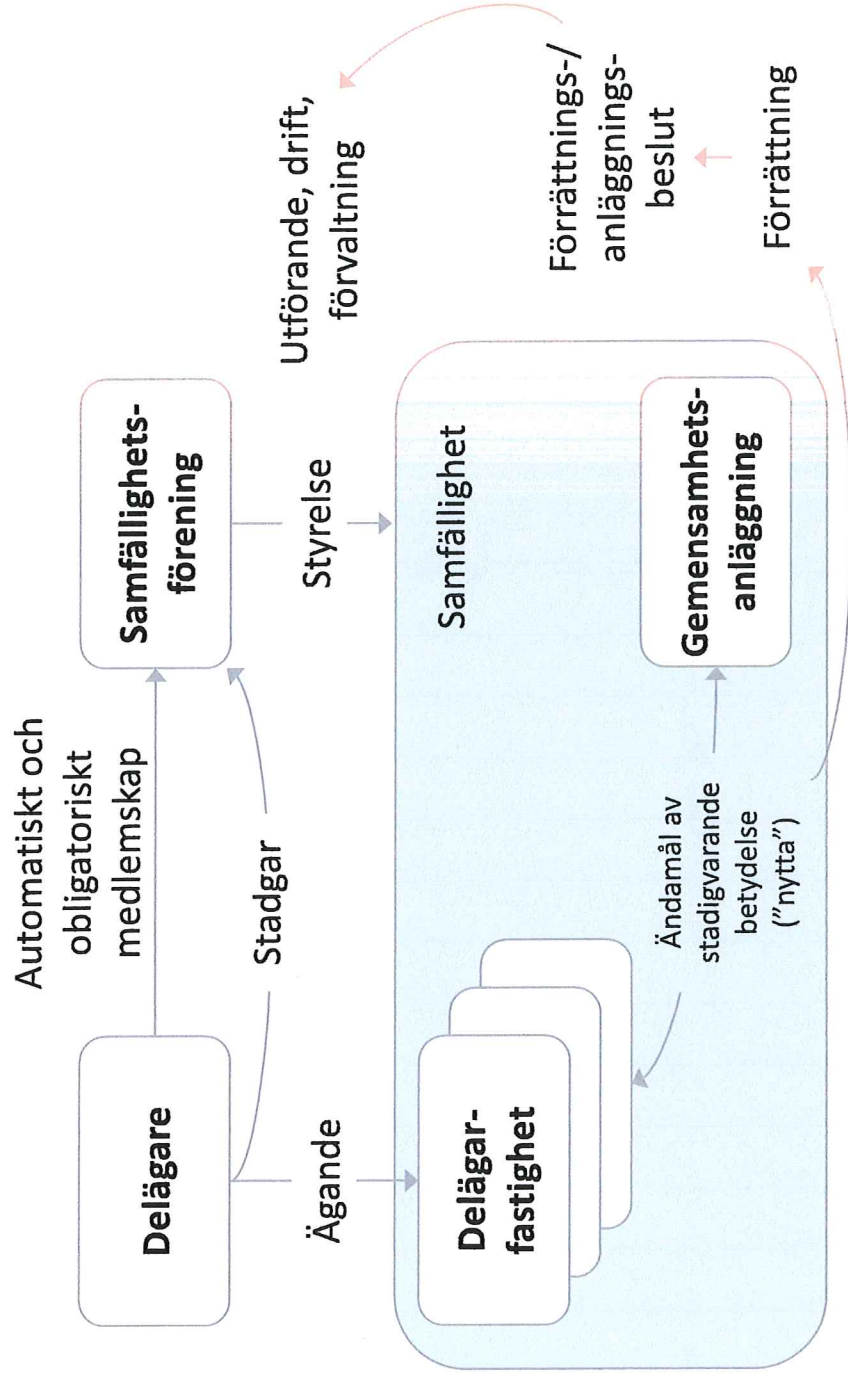 Automatiskt och
obligatoriskt
medlemskap
Delägare
Samfällighets-
förening
Stadgar
Ägande
Styrelse
Utförande, drift,
förvaltning
Samfällighet
Delägar-
fastighet
Ändamål av
stadigvarande
betydelse
("nytta")
Gemensamhets-
anläggning
Förrättnings-/
anläggnings-
beslut
Förrättning